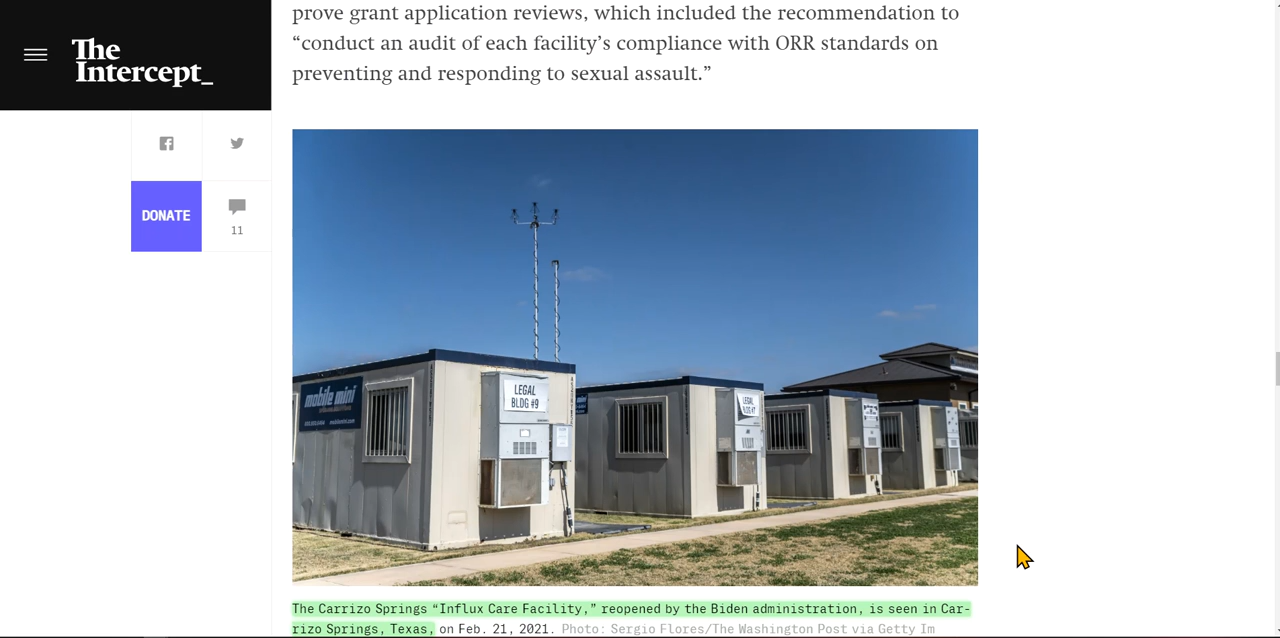 prove grant application reviews, which included the recommendation to
“conduct an audit of each facility’s compliance with ORR standards on
preventing and responding to sexual assault.”
The
Intercept_
DONATE
11
mobile mini
LEGAL
BLDG #9
LEGAL
BLDG #7
The Carrizo Springs “Influx Care Facility,” reopened by the Biden administration, is seen in Car-
rizo Springs, Texas, on Feb. 21, 2021. Photo: Sergio Flores/The Washington Post via Getty Im